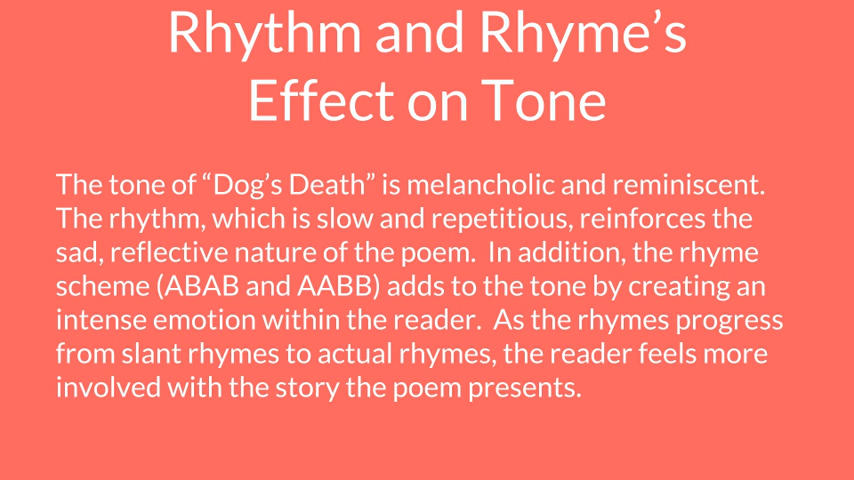 Rhythm and Rhyme’s
Effect on Tone
The tone of “Dog’s Death” is melancholic and reminiscent.
The rhythm, which is slow and repetitious, reinforces the
sad, reflective nature of the poem.  In addition, the rhyme
scheme (ABAB and AABB) adds to the tone by creating an
intense emotion within the reader.  As the rhymes progress
from slant rhymes to actual rhymes, the reader feels more
involved with the story the poem presents.